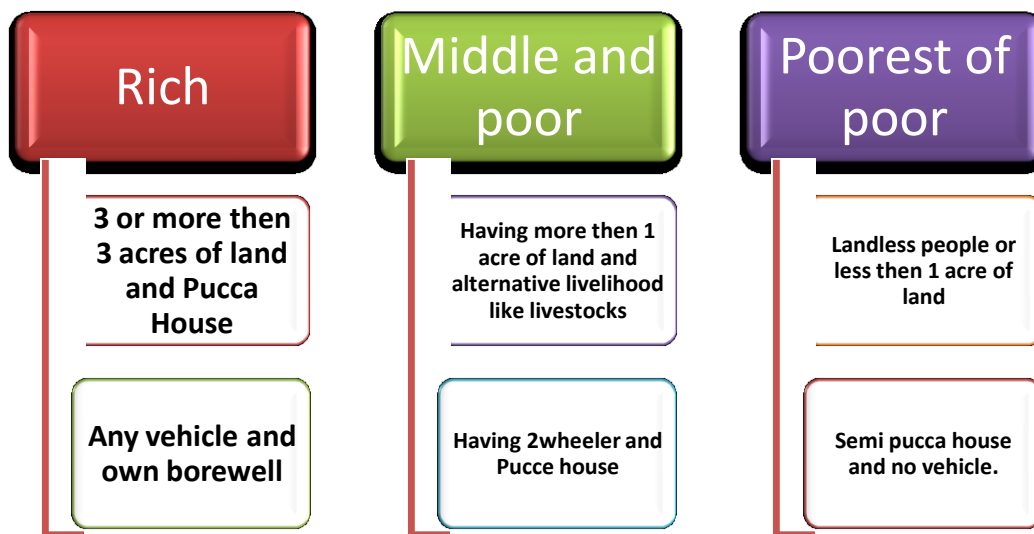 Rich
3 or more then
3 acres of land
and Pucca
House
Any vehicle and
own borewell
Middle and
poor
Having more then 1
acre of land and
alternative livelihood
like livestocks
Having 2wheeler and
Pucce house
Poorest of
poor
Landless people or
less then 1 acre of
land
Semi pucca house
and no vehicle.